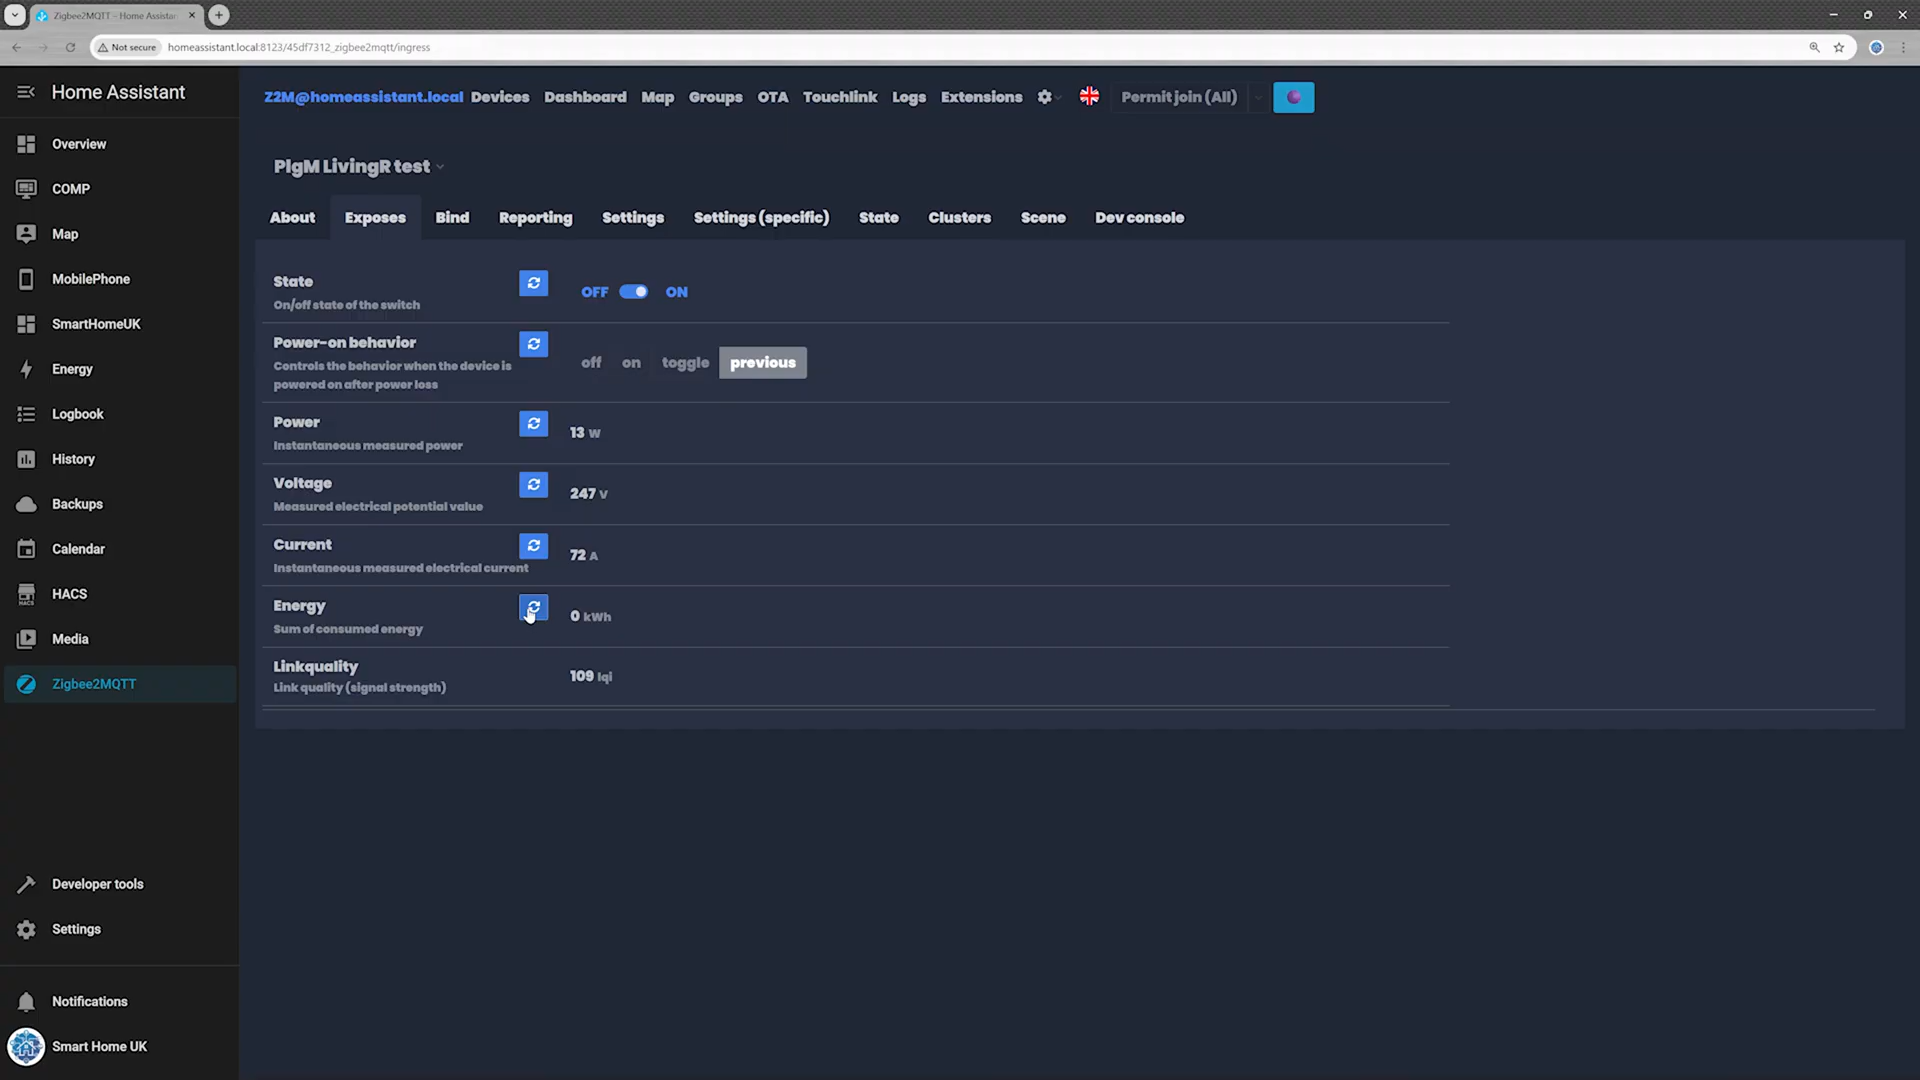 Zigbee2MQTT - Home Assistan
Not secure
homeassistant.local:8123/45df7312_zigbee2mqtt/ingress
Home Assistant
Overview
COMP
Map
MobilePhone
SmartHomeUK
Energy
Logbook
History
Backups
Calendar
HACS
HACS
Media
Zigbee2MQTT
Developer tools
Settings
Notifications
Smart Home UK
Z2M@homeassistant.local Devices Dashboard Map Groups OTA Touchlink Logs Extensions Permit join (All)
PlgM LivingR test
About Exposes Bind Reporting Settings Settings (specific) State Clusters Scene Dev console
State
On/off state of the switch
OFF ON
Power-on behavior
Controls the behavior when the device is
powered on after power loss
off on toggle previous
Power
Instantaneous measured power
13 W
Voltage
Measured electrical potential value
247 V
Current
Instantaneous measured electrical current
72 A
Energy
Sum of consumed energy
0 kWh
Linkquality
Link quality (signal strength)
109 lqi